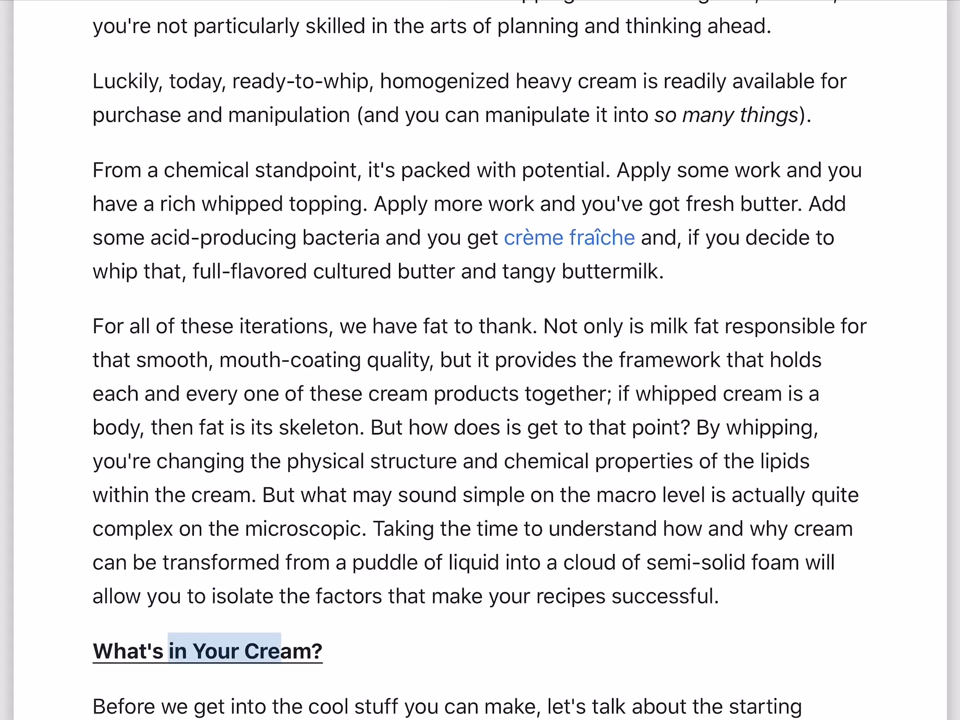 you're not particularly skilled in the arts of planning and thinking ahead.
Luckily, today, ready-to-whip, homogenized heavy cream is readily available for
purchase and manipulation (and you can manipulate it into so many things).
From a chemical standpoint, it's packed with potential. Apply some work and you
have a rich whipped topping. Apply more work and you've got fresh butter. Add
some acid-producing bacteria and you get crème fraîche and, if you decide to
whip that, full-flavored cultured butter and tangy buttermilk.
For all of these iterations, we have fat to thank. Not only is milk fat responsible for
that smooth, mouth-coating quality, but it provides the framework that holds
each and every one of these cream products together; if whipped cream is a
body, then fat is its skeleton. But how does is get to that point? By whipping,
you're changing the physical structure and chemical properties of the lipids
within the cream. But what may sound simple on the macro level is actually quite
complex on the microscopic. Taking the time to understand how and why cream
can be transformed from a puddle of liquid into a cloud of semi-solid foam will
allow you to isolate the factors that make your recipes successful.
What's in Your Cream?
Before we get into the cool stuff you can make, let's talk about the starting